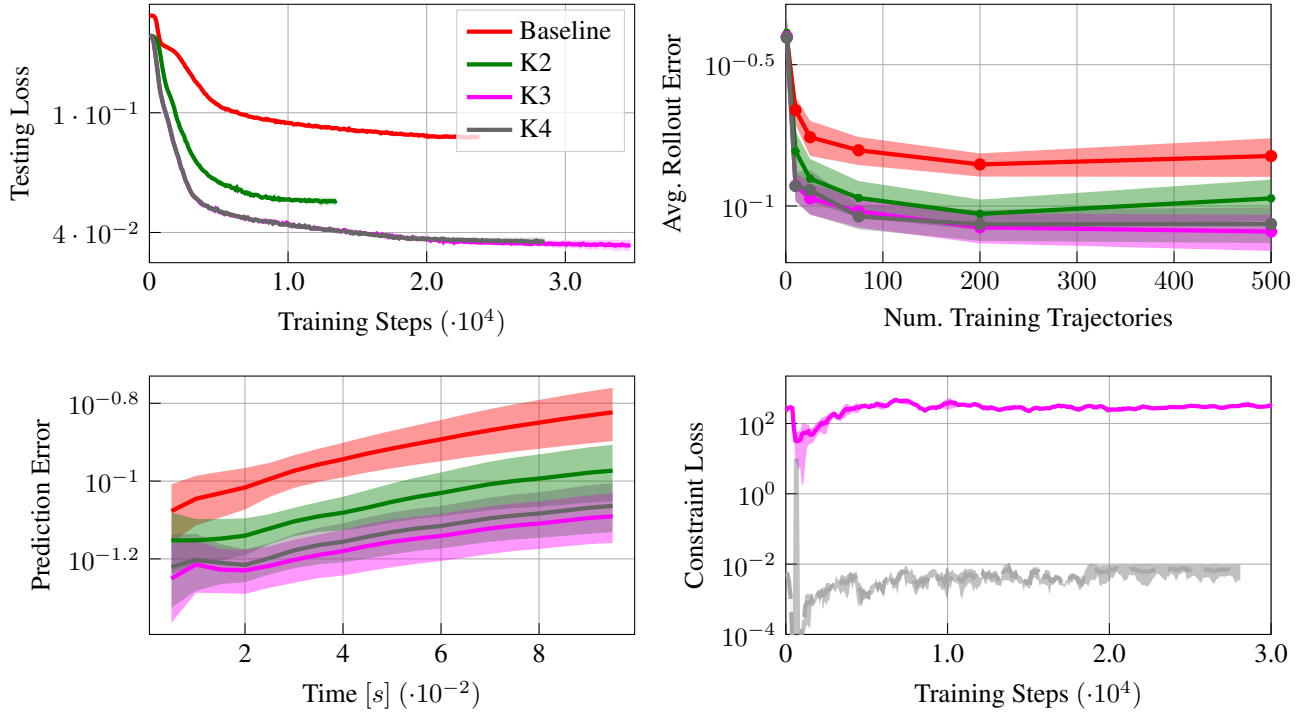 Testing Loss
1 · 10^−1
4 · 10^−2
0
1.0
2.0
3.0
Training Steps (·10^4)
Baseline
K2
K3
K4
Avg. Rollout Error
10^−0.5
10^−1
0
100
200
300
400
500
Num. Training Trajectories
Prediction Error
10^−0.8
10^−1
10^−1.2
2
4
6
8
Time [s] (·10^−2)
Constraint Loss
10^2
10^0
10^−2
10^−4
0
1.0
2.0
3.0
Training Steps (·10^4)